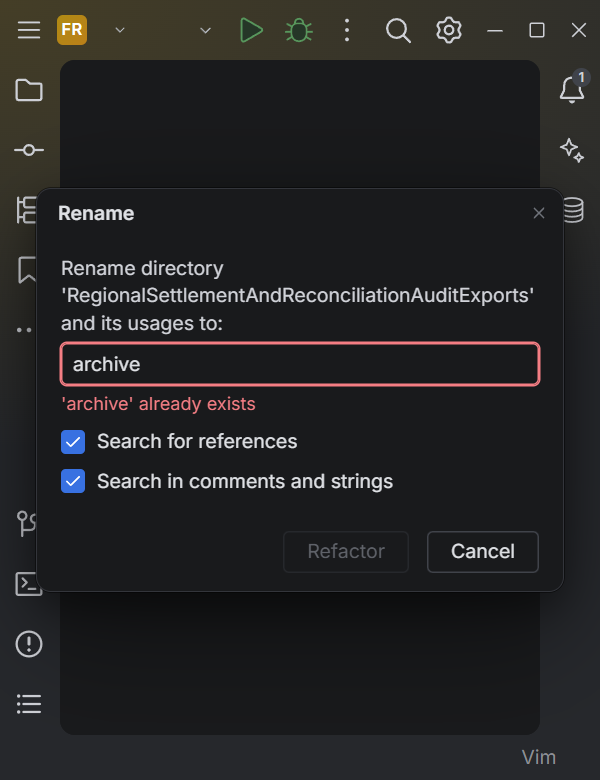 FR
1
Rename
Rename directory
'RegionalSettlementAndReconciliationAuditExports'
and its usages to:
archive
'archive' already exists
Search for references
Search in comments and strings
Refactor
Cancel
Vim